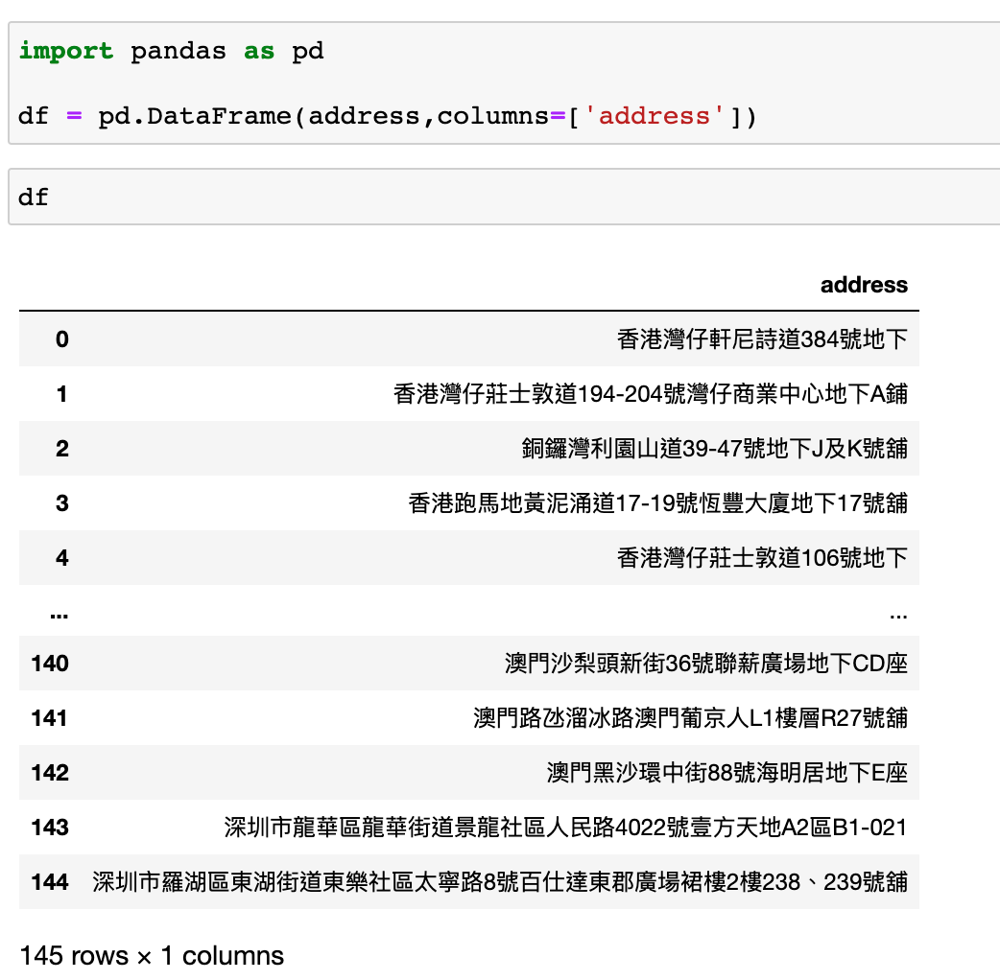 import pandas as pd
df = pd.DataFrame(address,columns=['address'])
df
address
0 香港灣仔軒尼詩道384號地下
1 香港灣仔莊士敦道194-204號灣仔商業中心地下A鋪
2 銅鑼灣利園山道39-47號地下J及K號舖
3 香港跑馬地黃泥涌道17-19號恆豐大廈地下17號舖
4 香港灣仔莊士敦道106號地下
... ...
140 澳門沙梨頭新街36號聯薪廣場地下CD座
141 澳門路氹溜冰路澳門葡京人L1樓層R27號舖
142 澳門黑沙環中街88號海明居地下E座
143 深圳市龍華區龍華街道景龍社區人民路4022號壹方天地A2區B1-021
144 深圳市羅湖區東湖街道東樂社區太寧路8號百仕達東郡廣場裙樓2樓238、239號舖
145 rows × 1 columns